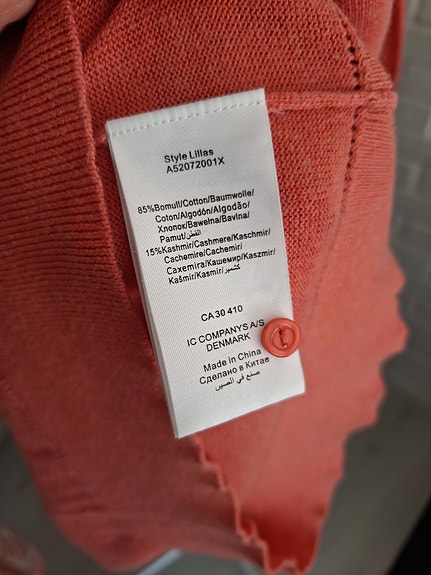 Style Lillas
A52072001X
85%Bomull/Cotton/Baumwolle/
Coton/Algodón/Algodão/
Хлопок/Bawełna/Bavlna/
Pamut/القطن
15%Kashmir/Cashmere/Kaschmir/
Cachemire/Cachemir/
Caxemira/Кашемир/Kaszmir/
Kašmír/Kasmír/كشمير
CA 30 410
IC COMPANYS A/S
DENMARK
Made in China
Сделано в Китае
صنع في الصين